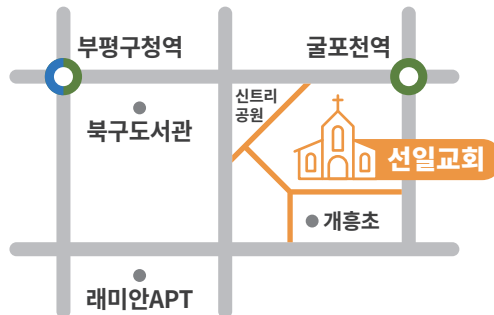 부평구청역
굴포천역
신트리
공원
북구도서관
선일교회
개흥초
래미안APT